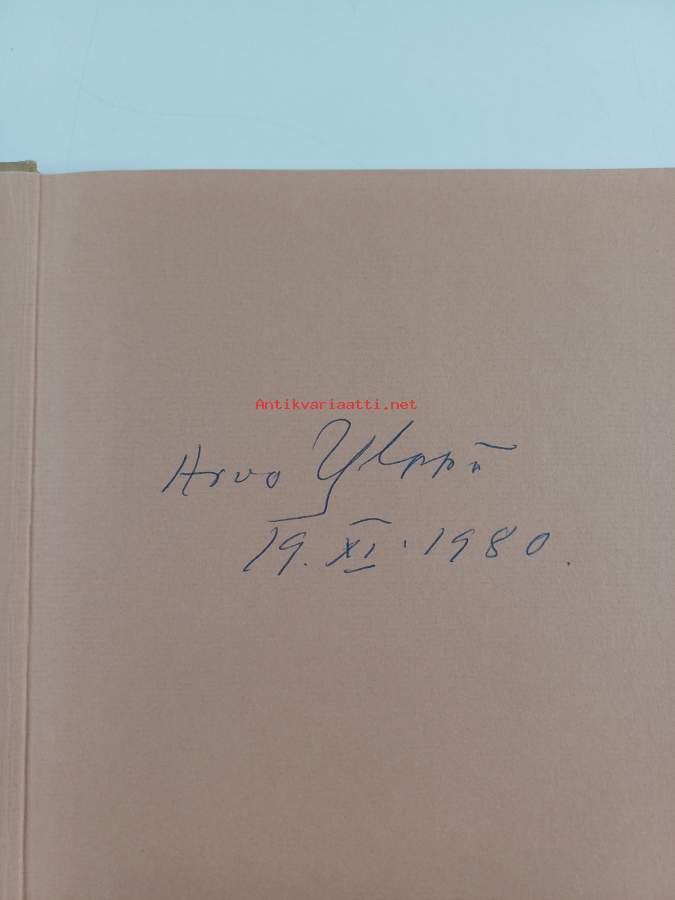 Antikvariaatti.net
Arvo Ylppö
19. XI. 1980.